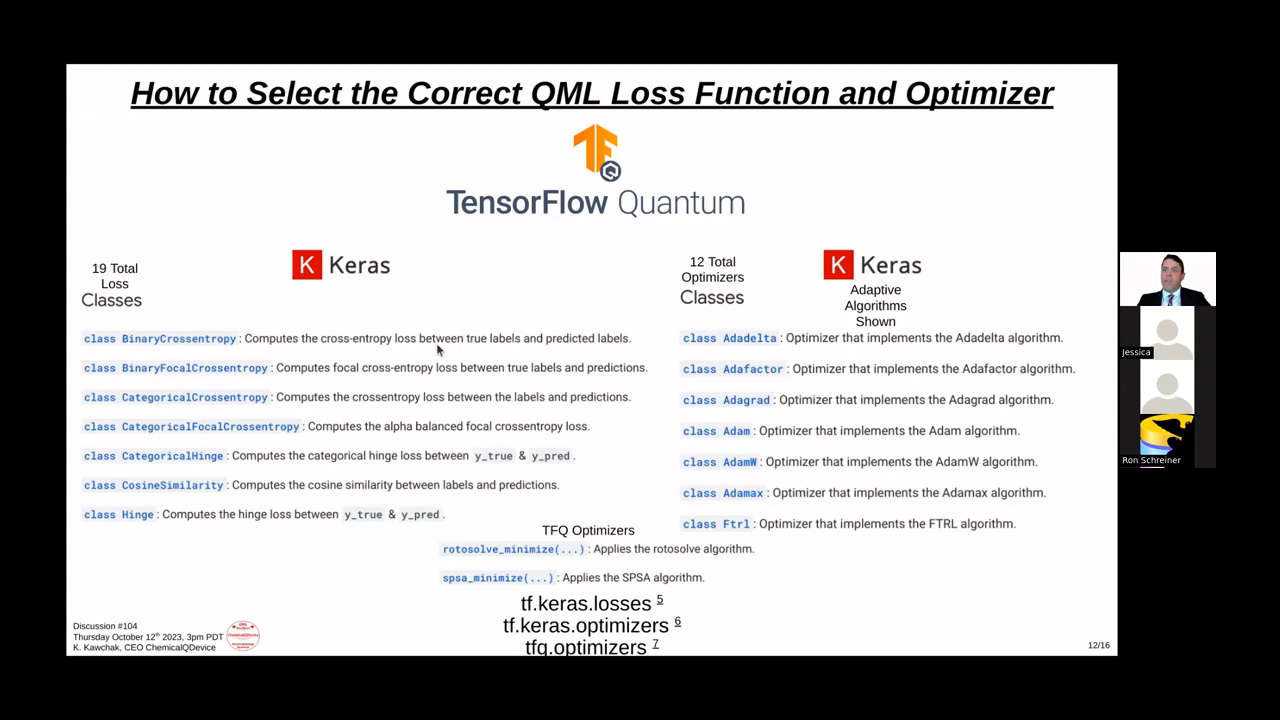 How to Select the Correct QML Loss Function and Optimizer
TensorFlow Quantum
19 Total
Loss
Classes
K Keras
class BinaryCrossentropy : Computes the cross-entropy loss between true labels and predicted labels.
class BinaryFocalCrossentropy : Computes focal cross-entropy loss between true labels and predictions.
class CategoricalCrossentropy : Computes the crossentropy loss between the labels and predictions.
class CategoricalFocalCrossentropy : Computes the alpha balanced focal crossentropy loss.
class CategoricalHinge : Computes the categorical hinge loss between y_true & y_pred .
class CosineSimilarity : Computes the cosine similarity between labels and predictions.
class Hinge : Computes the hinge loss between y_true & y_pred .
12 Total
Optimizers
Classes
K Keras
Adaptive
Algorithms
Shown
class Adadelta : Optimizer that implements the Adadelta algorithm.
class Adafactor : Optimizer that implements the Adafactor algorithm.
class Adagrad : Optimizer that implements the Adagrad algorithm.
class Adam : Optimizer that implements the Adam algorithm.
class AdamW : Optimizer that implements the AdamW algorithm.
class Adamax : Optimizer that implements the Adamax algorithm.
class Ftrl : Optimizer that implements the FTRL algorithm.
TFQ Optimizers
rotosolve_minimize(...) : Applies the rotosolve algorithm.
spsa_minimize(...) : Applies the SPSA algorithm.
tf.keras.losses 5
tf.keras.optimizers 6
tfq.optimizers 7
Discussion #104
Thursday October 12th 2023, 3pm PDT
K. Kawchak, CEO ChemicalQDevice
12/16
Jessica
Ron Schreiner